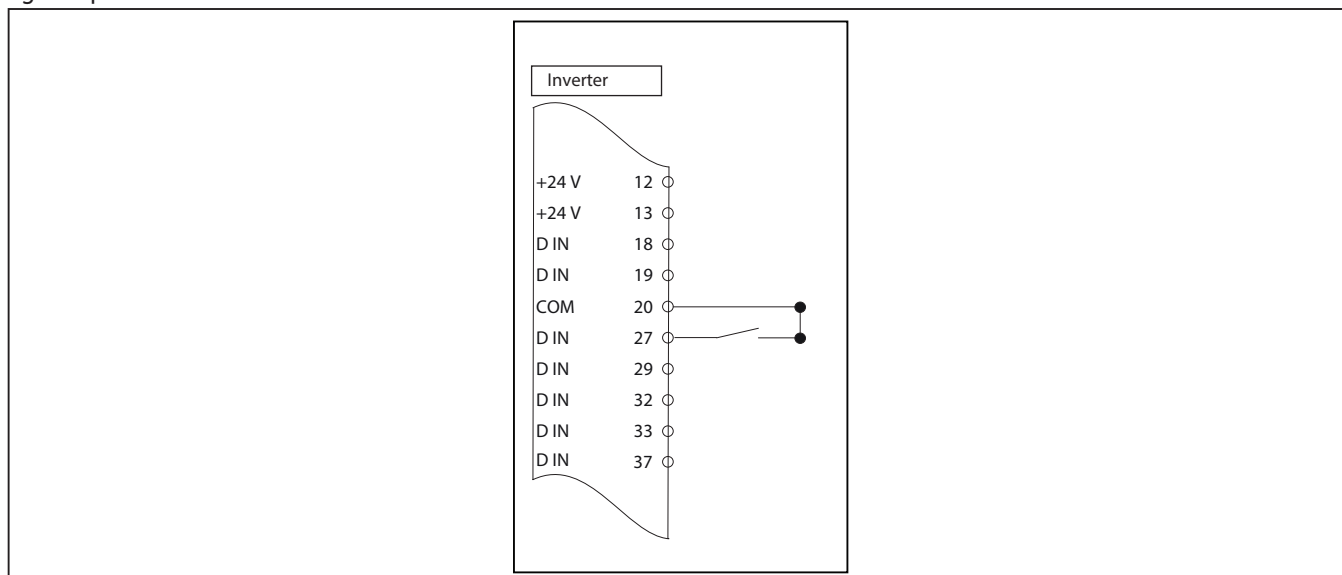 Inverter
+24 V 12
+24 V 13
D IN 18
D IN 19
COM 20
D IN 27
D IN 29
D IN 32
D IN 33
D IN 37